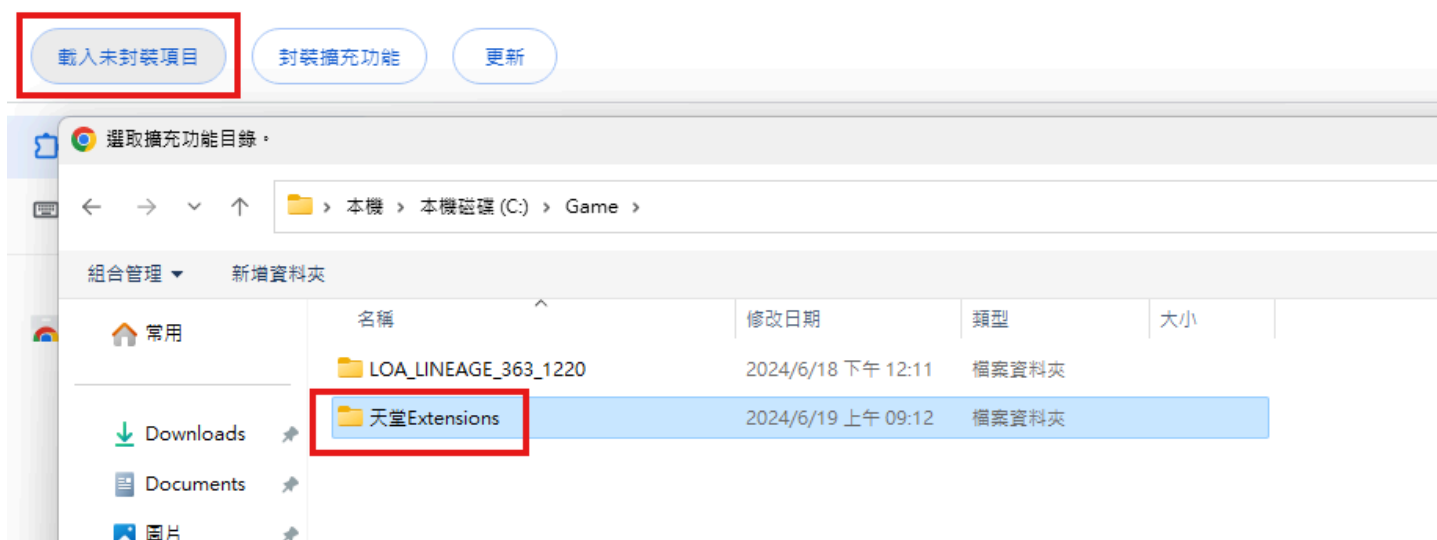 載入未封裝項目 封裝擴充功能 更新
選取擴充功能目錄。
本機 本機磁碟 (C:) Game
組合管理 新增資料夾
名稱 修改日期 類型 大小
常用
LOA_LINEAGE_363_1220 2024/6/18 下午 12:11 檔案資料夾
天堂Extensions 2024/6/19 上午 09:12 檔案資料夾
Downloads
Documents
圖片